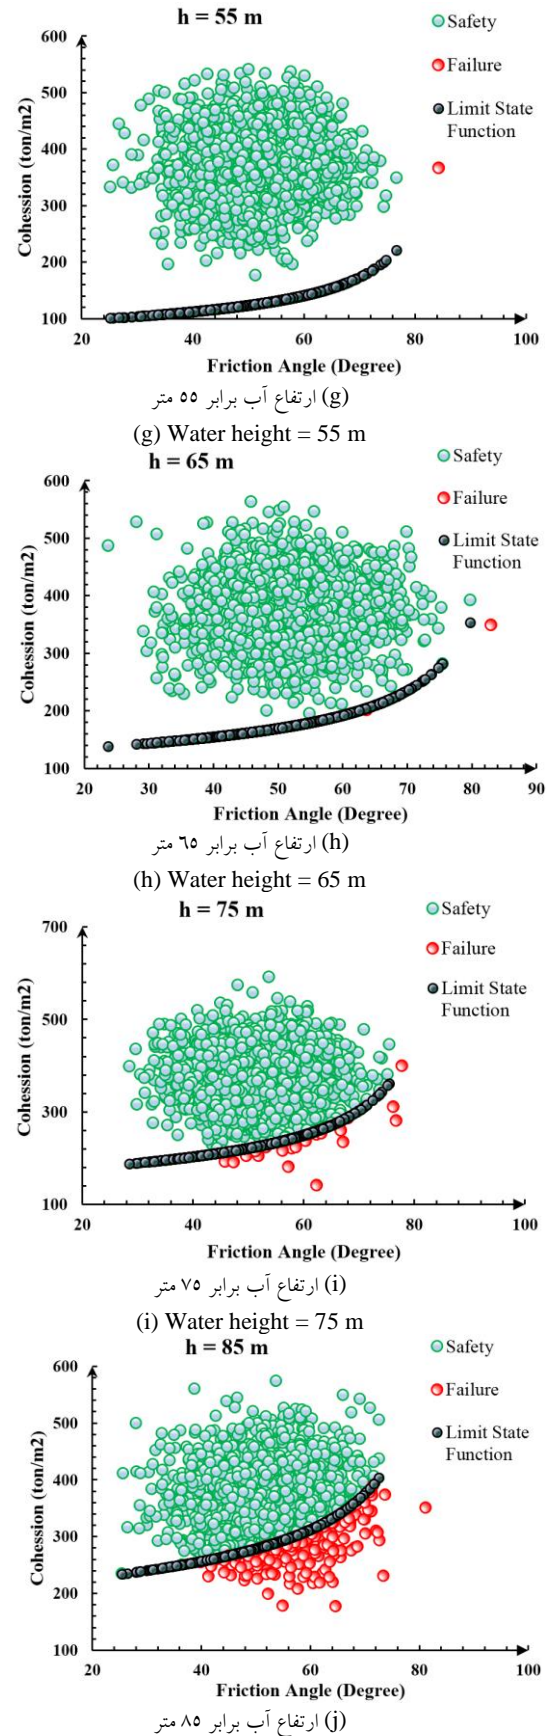 h = 55 m
Safety
Failure
Limit State
Function
Cohession (ton/m2)
600
500
400
300
200
100
20
40
60
80
100
Friction Angle (Degree)
(g) ارتفاع آب برابر ٥٥ متر
(g) Water height = 55 m
h = 65 m
Safety
Failure
Limit State
Function
Cohession (ton/m2)
600
500
400
300
200
100
20
30
40
50
60
70
80
90
Friction Angle (Degree)
(h) ارتفاع آب برابر ٦٥ متر
(h) Water height = 65 m
h = 75 m
Safety
Failure
Limit State
Function
Cohession (ton/m2)
700
500
300
100
20
40
60
80
100
Friction Angle (Degree)
(i) ارتفاع آب برابر ٧٥ متر
(i) Water height = 75 m
h = 85 m
Safety
Failure
Limit State
Function
Cohession (ton/m2)
600
500
400
300
200
100
20
40
60
80
100
Friction Angle (Degree)
(j) ارتفاع آب برابر ٨٥ متر